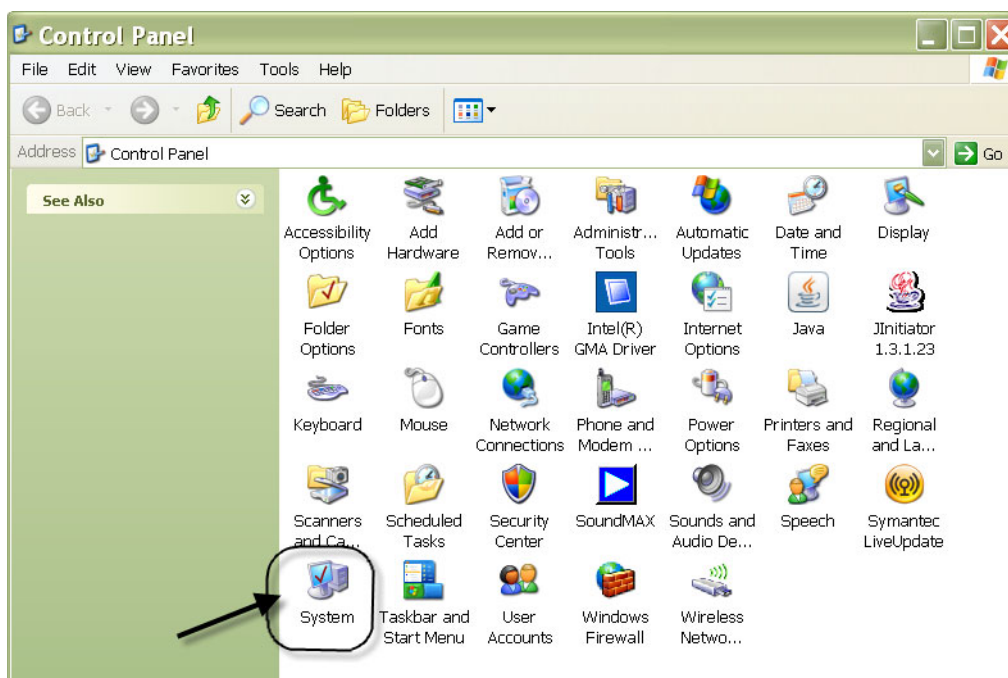 Control Panel
File Edit View Favorites Tools Help
Back Search Folders
Address Control Panel Go
See Also
Accessibility Options
Add Hardware
Add or Remov...
Administr... Tools
Automatic Updates
Date and Time
Display
Folder Options
Fonts
Game Controllers
Intel(R) GMA Driver
Internet Options
Java
JInitiator 1.3.1.23
Keyboard
Mouse
Network Connections
Phone and Modem ...
Power Options
Printers and Faxes
Regional and La...
Scanners and Ca...
Scheduled Tasks
Security Center
SoundMAX
Sounds and Audio De...
Speech
Symantec LiveUpdate
System
Taskbar and Start Menu
User Accounts
Windows Firewall
Wireless Netwo...